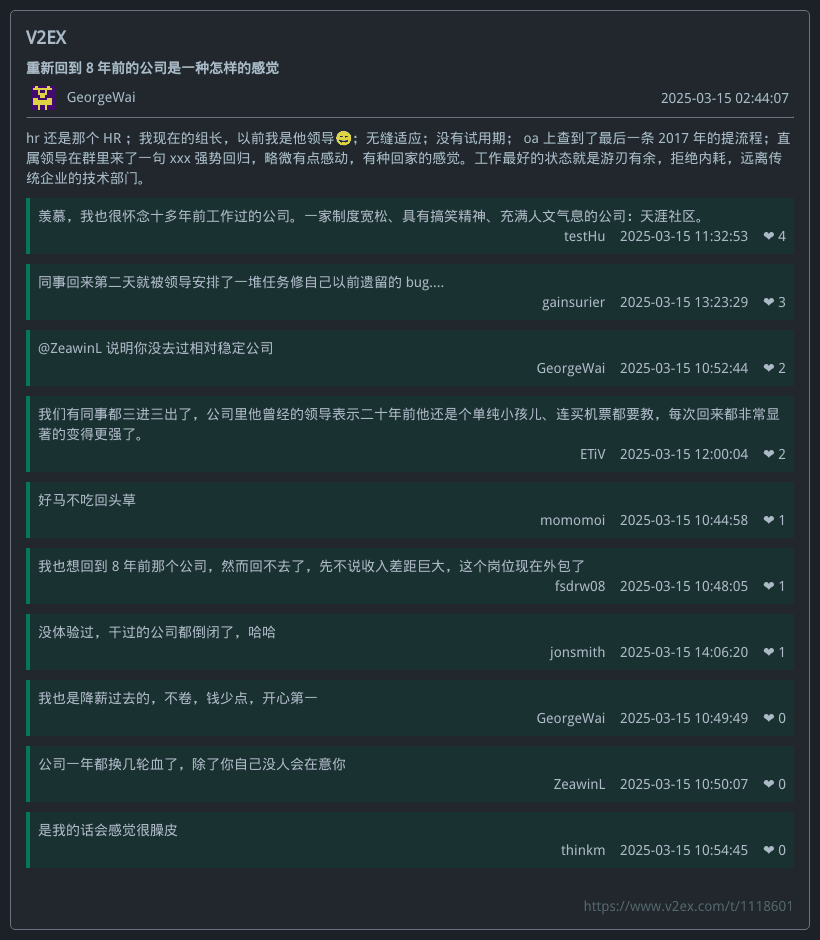 V2EX
重新回到 8 年前的公司是一种怎样的感觉
GeorgeWai 2025-03-15 02:44:07
hr 还是那个 HR ；我现在的组长，以前我是他领导😄；无缝适应；没有试用期； oa 上查到了最后一条 2017 年的提流程；直
属领导在群里来了一句 xxx 强势回归，略微有点感动，有种回家的感觉。工作最好的状态就是游刃有余，拒绝内耗，远离传
统企业的技术部门。
羡慕，我也很怀念十多年前工作过的公司。一家制度宽松、具有搞笑精神、充满人文气息的公司：天涯社区。
testHu 2025-03-15 11:32:53 ❤ 4
同事回来第二天就被领导安排了一堆任务修自己以前遗留的 bug....
gainsurier 2025-03-15 13:23:29 ❤ 3
@ZeawinL 说明你没去过相对稳定公司
GeorgeWai 2025-03-15 10:52:44 ❤ 2
我们有同事都三进三出了，公司里他曾经的领导表示二十年前他还是个单纯小孩儿、连买机票都要教，每次回来都非常显
著的变得更强了。
ETiV 2025-03-15 12:00:04 ❤ 2
好马不吃回头草
momomoi 2025-03-15 10:44:58 ❤ 1
我也想回到 8 年前那个公司，然而回不去了，先不说收入差距巨大，这个岗位现在外包了
fsdrw08 2025-03-15 10:48:05 ❤ 1
没体验过，干过的公司都倒闭了，哈哈
jonsmith 2025-03-15 14:06:20 ❤ 1
我也是降薪过去的，不卷，钱少点，开心第一
GeorgeWai 2025-03-15 10:49:49 ❤ 0
公司一年都换几轮血了，除了你自己没人会在意你
ZeawinL 2025-03-15 10:50:07 ❤ 0
是我的话会感觉很臊皮
thinkm 2025-03-15 10:54:45 ❤ 0
https://www.v2ex.com/t/1118601